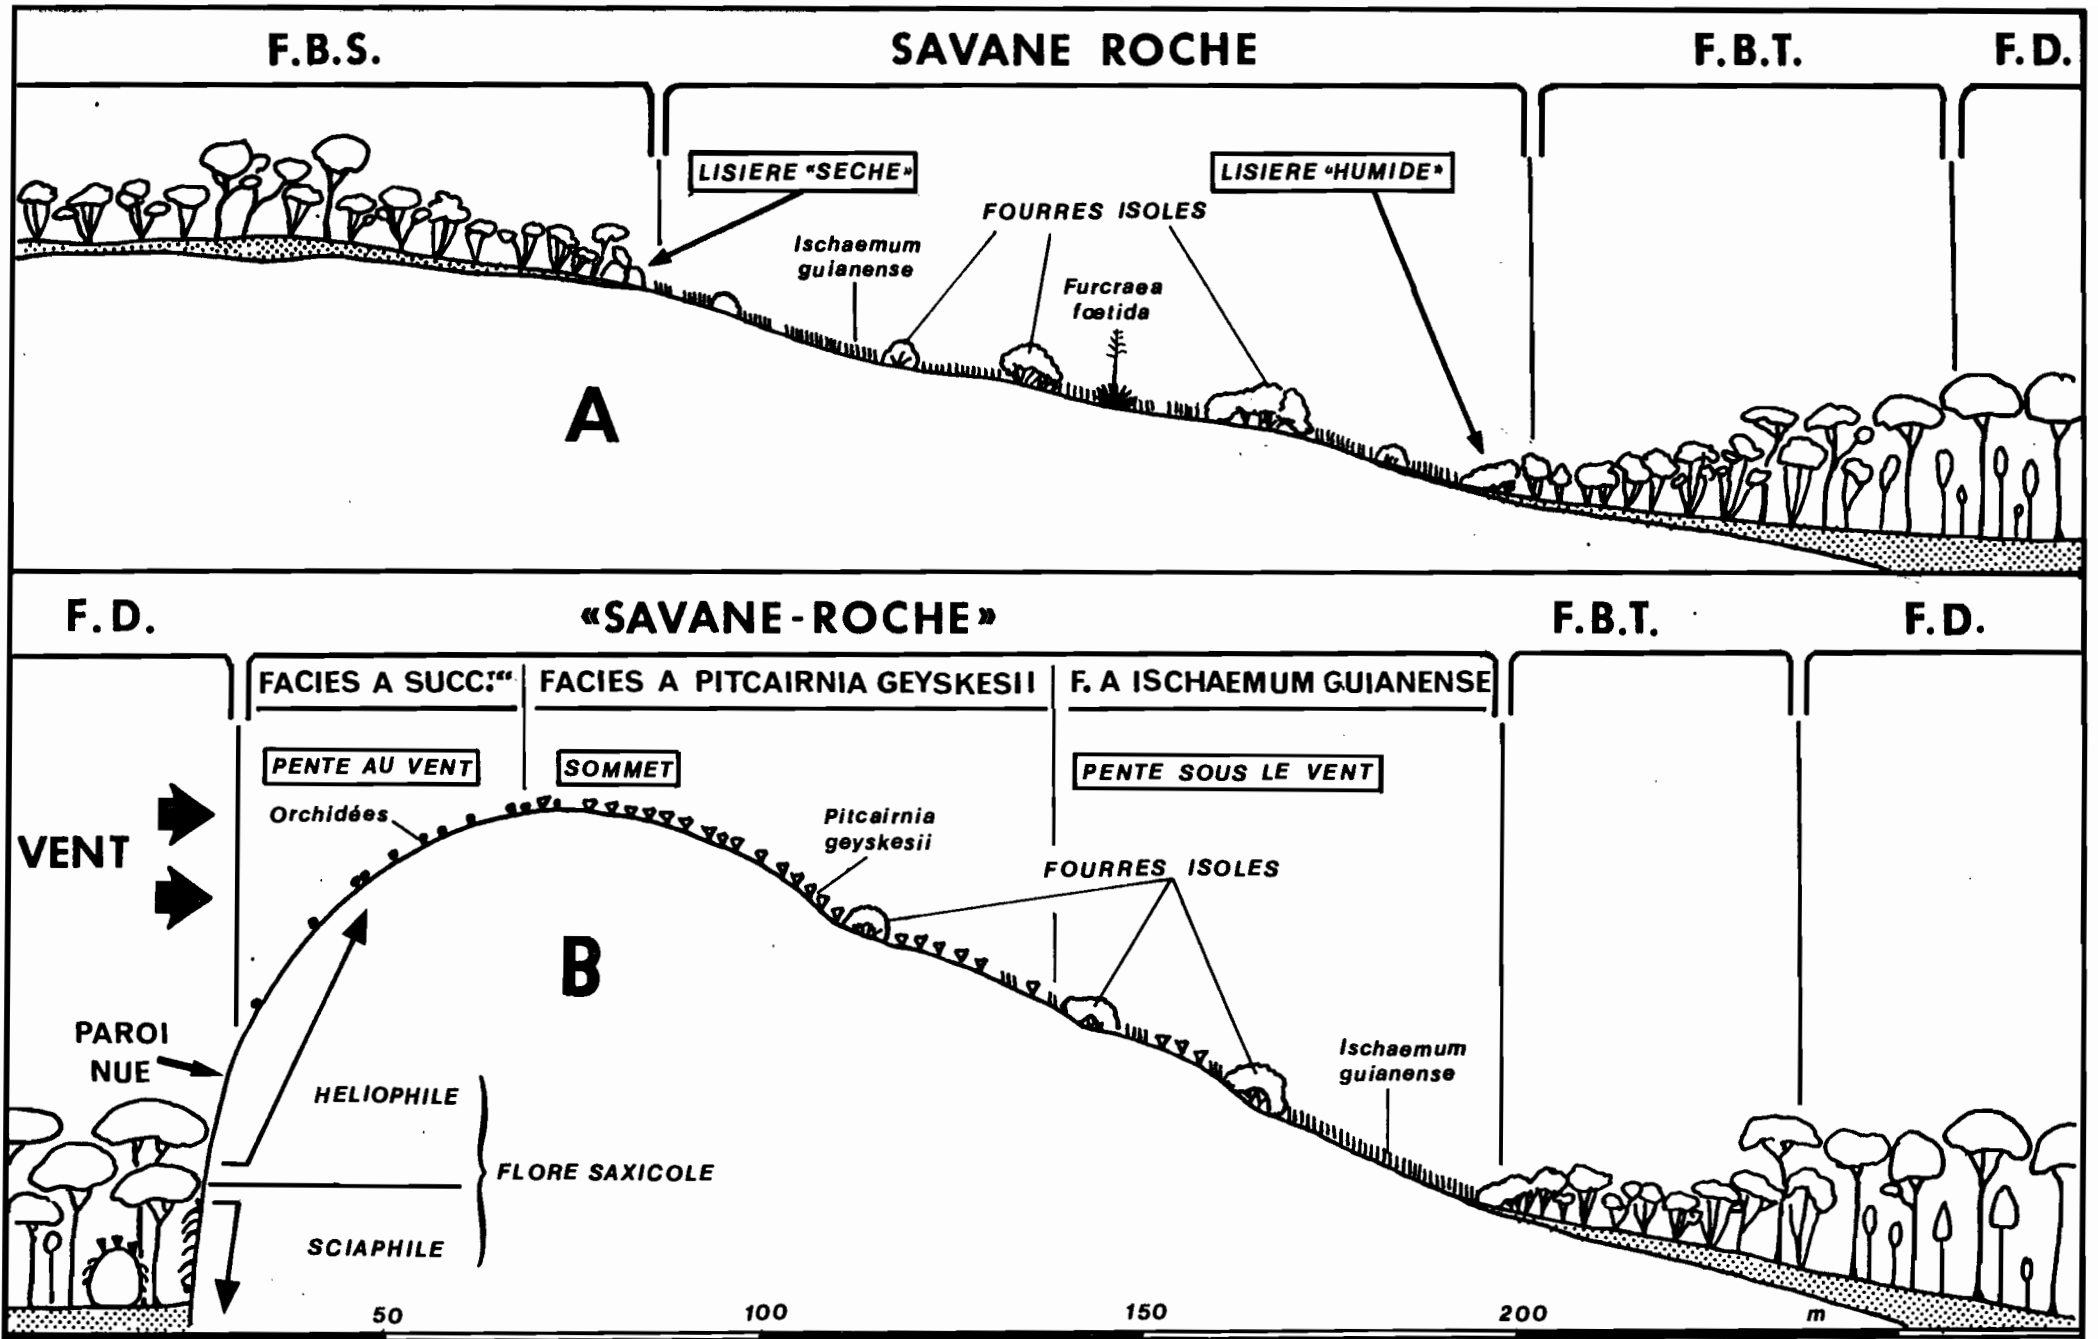 F.B.S. SAVANE ROCHE F.B.T. F.D.
LISIERE «SECHE»
LISIERE “HUMIDE”
FOURRES ISOLES
Ischaemum
guianense
Furcraea
fœtida
A
F.D. «SAVANE-ROCHE» F.B.T. F.D.
FACIES A SUCC. FACIES A PITCAIRNIA GEYSKESII F. A ISCHAEMUM GUIANENSE
PENTE AU VENT
SOMMET
PENTE SOUS LE VENT
Orchidées
Pitcairnia
geyskesii
VENT
FOURRES ISOLES
B
PAROI
NUE
Ischaemum
guianense
HELIOPHILE
FLORE SAXICOLE
SCIAPHILE
50 100 150 200 m